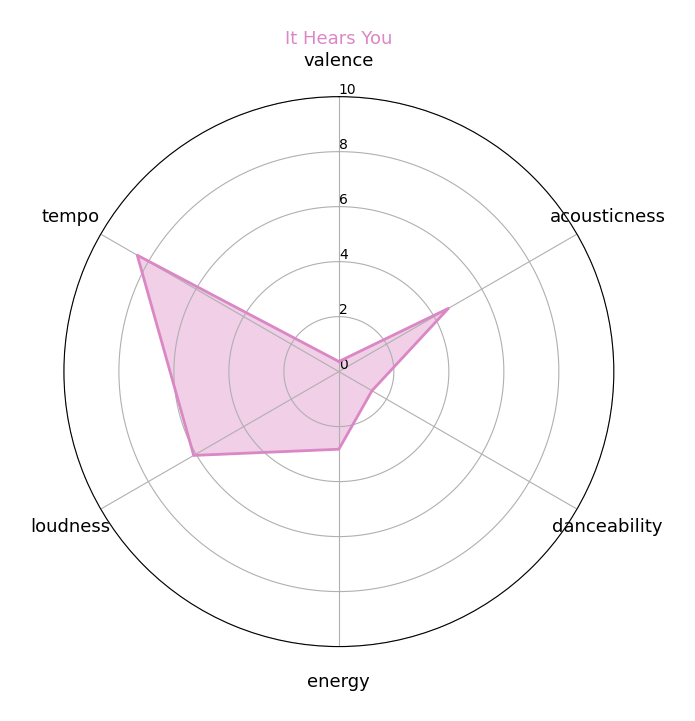 It Hears You
valence
10
8
6
4
2
0
tempo
acousticness
loudness
danceability
energy